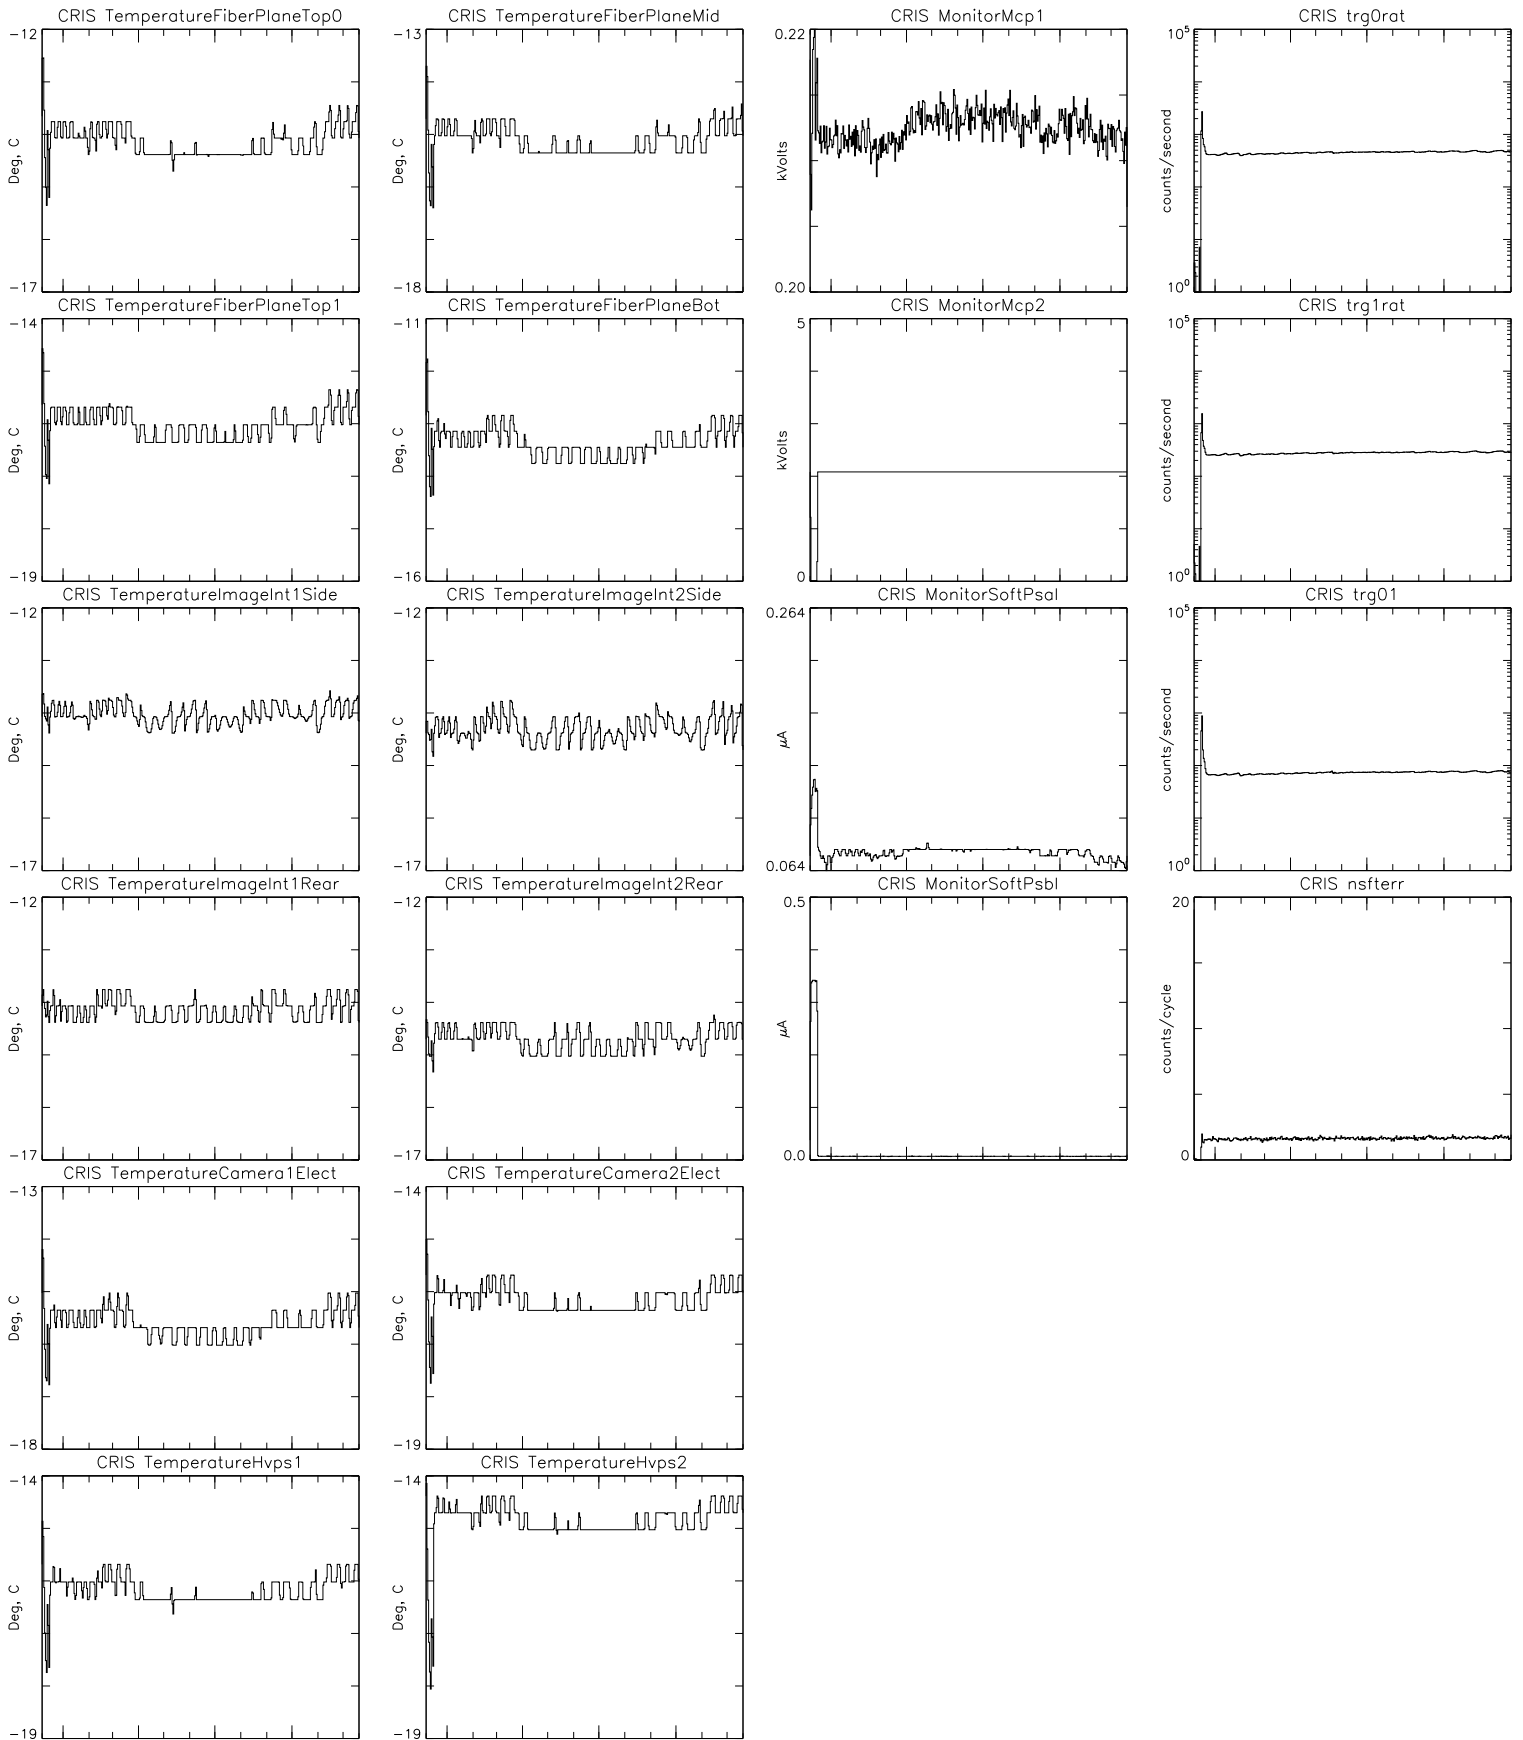 CRIS TemperatureFiberPlaneTop0
-12
Deg, C
-17
CRIS TemperatureFiberPlaneMid
-13
Deg, C
-18
CRIS MonitorMcp1
0.22
kVolts
0.20
CRIS trg0rat
10^5
counts/second
10^0
CRIS TemperatureFiberPlaneTop1
-14
Deg, C
-19
CRIS TemperatureFiberPlaneBot
-11
Deg, C
-16
CRIS MonitorMcp2
5
kVolts
0
CRIS trg1rat
10^5
counts/second
10^0
CRIS TemperatureImageInt1Side
-12
Deg, C
-17
CRIS TemperatureImageInt2Side
-12
Deg, C
-17
CRIS MonitorSoftPsaI
0.264
μA
0.064
CRIS trg01
10^5
counts/second
10^0
CRIS TemperatureImageInt1Rear
-12
Deg, C
-17
CRIS TemperatureImageInt2Rear
-12
Deg, C
-17
CRIS MonitorSoftPsbI
0.5
μA
0.0
CRIS nsfterr
20
counts/cycle
0
CRIS TemperatureCamera1Elect
-13
Deg, C
-18
CRIS TemperatureCamera2Elect
-14
Deg, C
-19
CRIS TemperatureHvps1
-14
Deg, C
-19
CRIS TemperatureHvps2
-14
Deg, C
-19